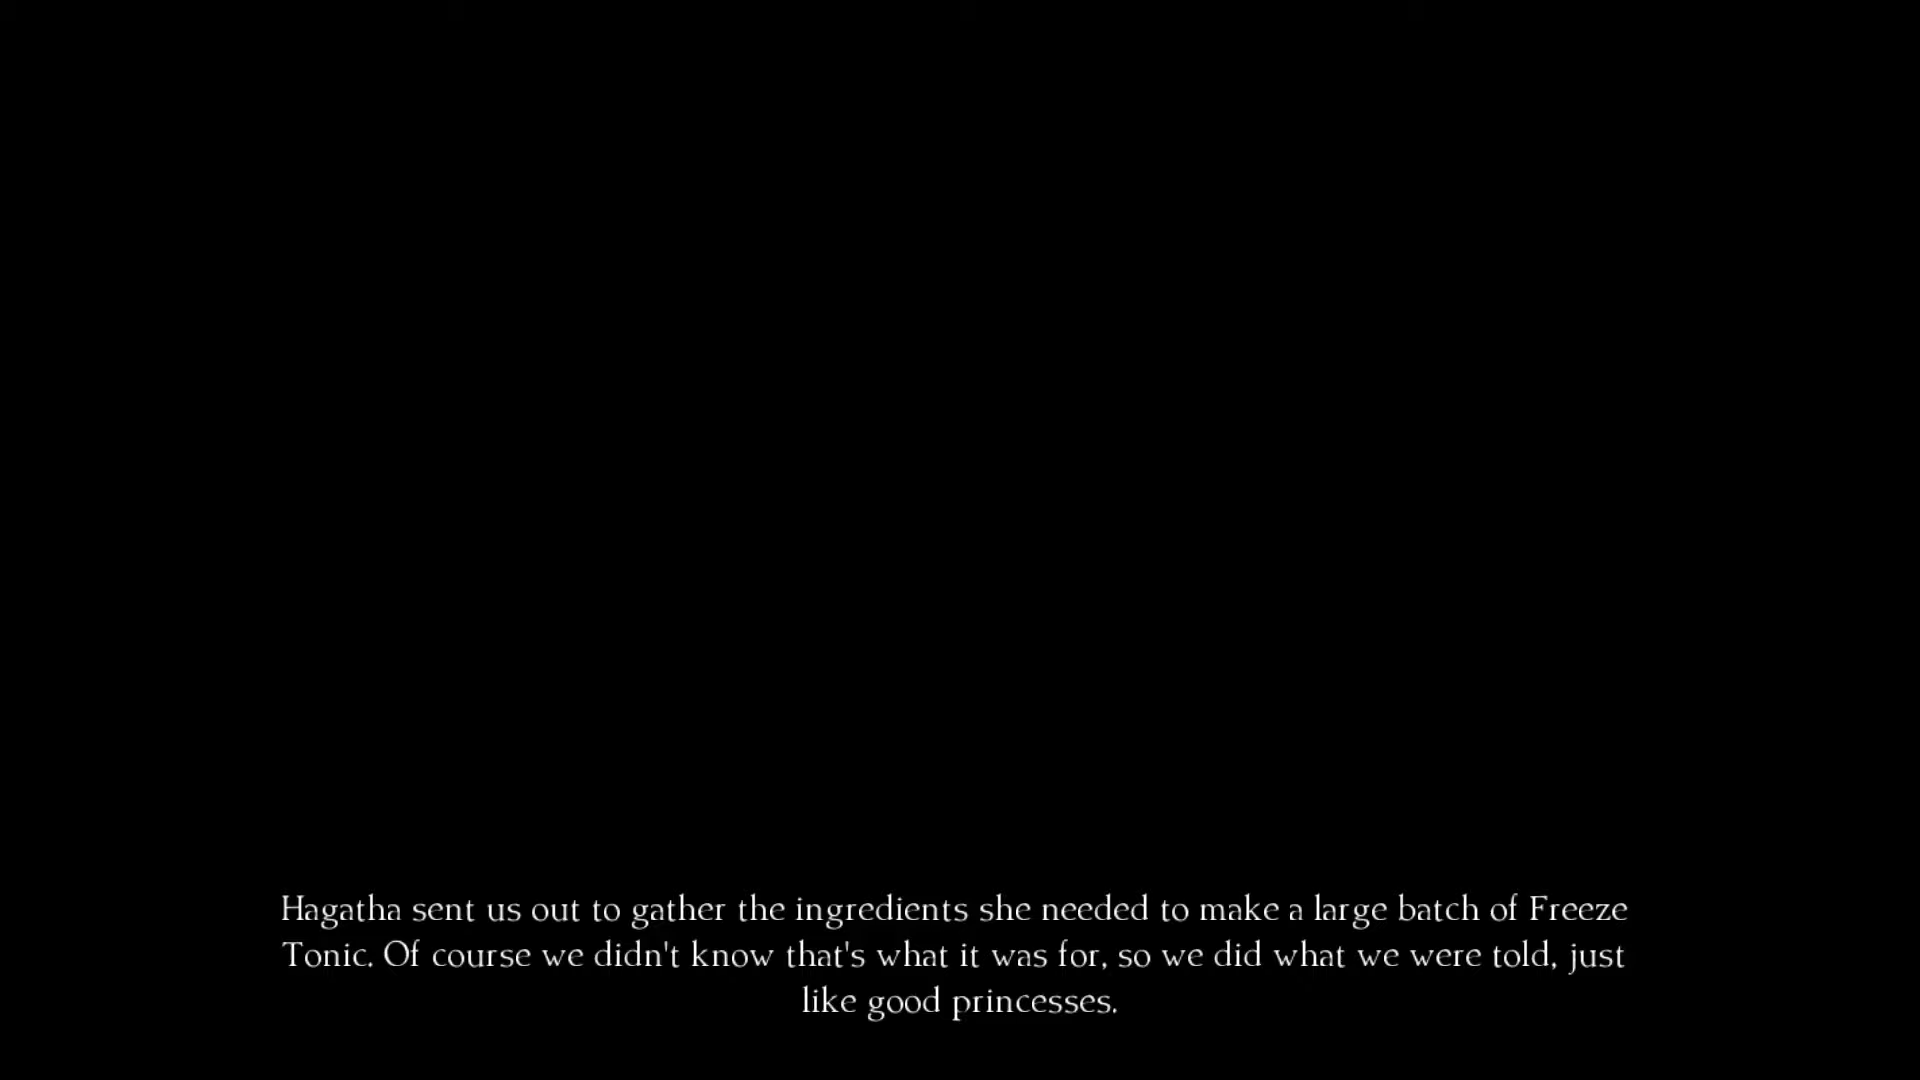 Hagatha sent us out to gather the ingredients she needed to make a large batch of Freeze
Tonic. Of course we didn't know that's what it was for, so we did what we were told, just
like good princesses.